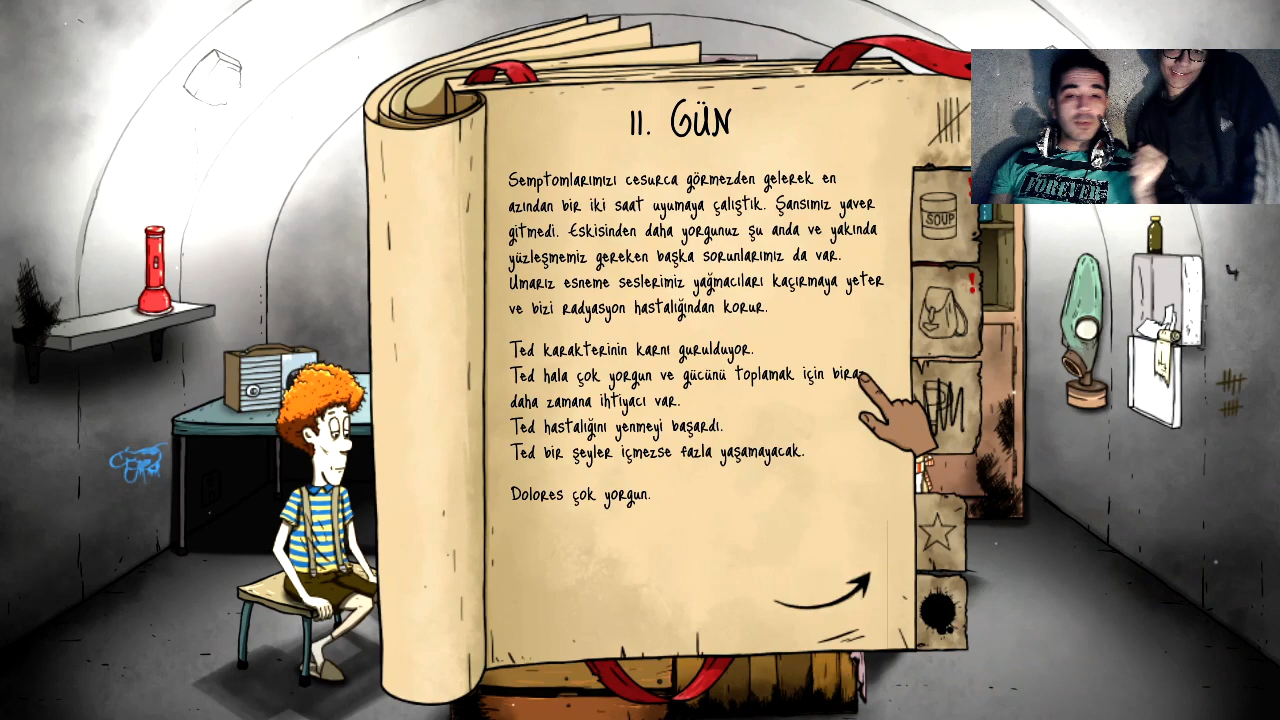 11. GÜN
Semptomlarımızı cesurca görmezden gelerek en
azından bir iki saat uyumaya çalıştık. Şansımız yaver
gitmedi. Eskisinden daha yorgunuz şu anda ve yakında
yüzleşmemiz gereken başka sorunlarımız da var.
Umarız esneme seslerimiz yağmacıları kaçırmaya yeter
ve bizi radyasyon hastalığından korur.
Ted karakterinin karnı gurulduyor.
Ted hala çok yorgun ve gücünü toplamak için biraz
daha zamana ihtiyacı var.
Ted hastalığını yenmeyi başardı.
Ted bir şeyler içmezse fazla yaşamayacak.
Dolores çok yorgun.
SOUP
FOREVER